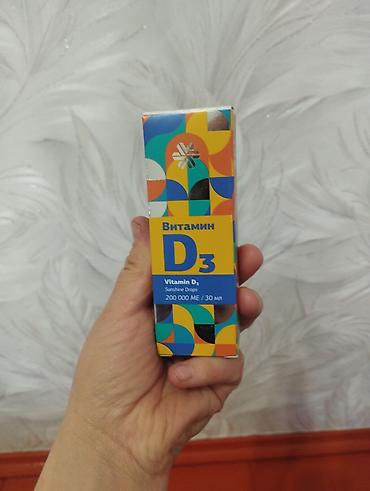 Витамин
D3
Vitamin D3
Sunshine Drops
200 000 МЕ / 30 мл